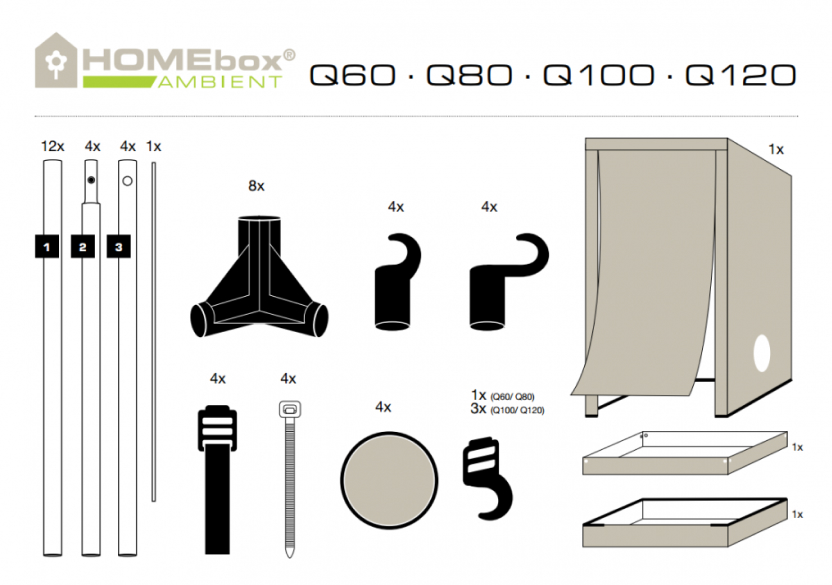 HOMEbox®
AMBIENT
Q60 · Q80 · Q100 · Q120
12x 4x 4x 1x
1 2 3
8x
4x
4x
1x
4x
4x
4x
1x (Q60/ Q80)
3x (Q100/ Q120)
1x
1x